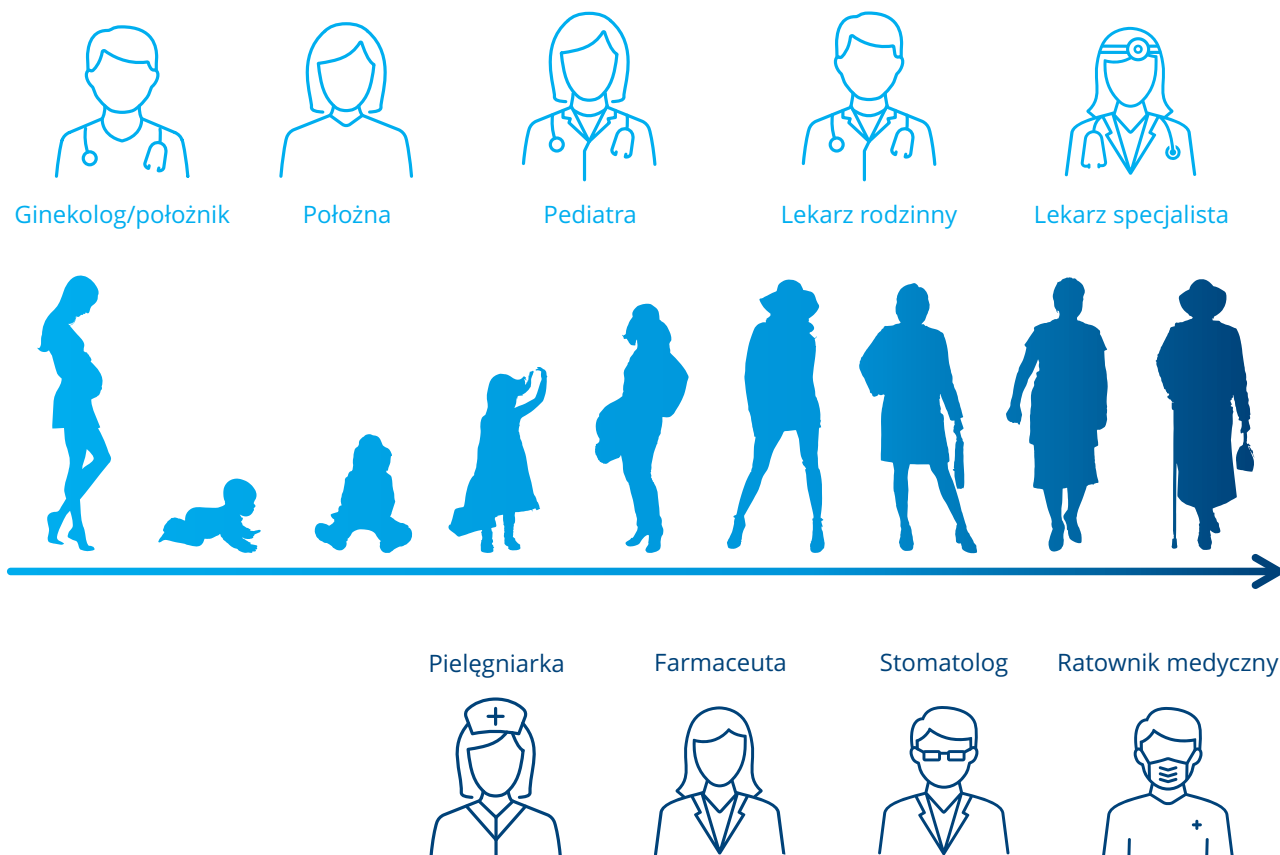 Ginekolog/położnik
Położna
Pediatra
Lekarz rodzinny
Lekarz specjalista
Pielęgniarka
Farmaceuta
Stomatolog
Ratownik medyczny